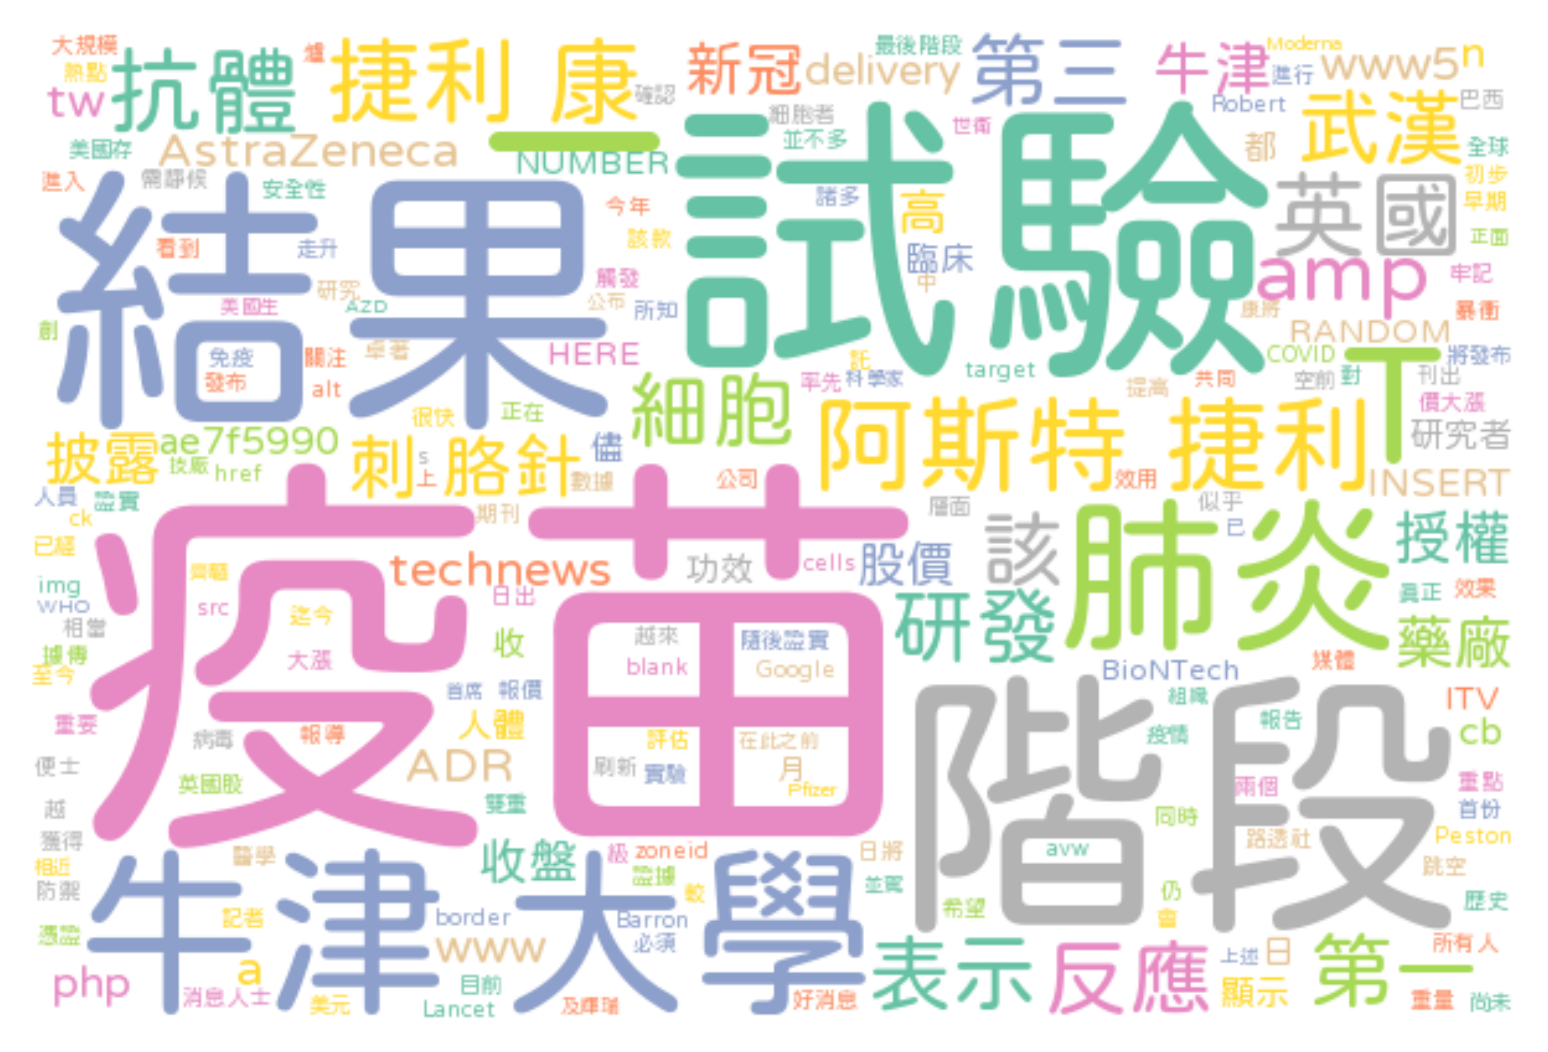 大規模
熱點
tw
抗體
爐
捷利 康
確認
新冠
delivery
最後階段
第三
牛津
Moderna
進行
www5
n
Robert
巴西
武漢
美國存
AstraZeneca
一
NUMBER
細胞者
並不多
世衛
都
全球
進入
需靜候
安全性
試驗
初步
早期
結果
看到
走升
今年
該款
諸多
高
英國
正面
研究
美國生
AZD
觸發
公布
所知
臨床
中
amp
牢記
康將
暴衝
創
免疫
發布
關注
卓著
alt
HERE
RANDOM
COVID
T
將發布
託
target
率先
科學家
提高
共同
空前
對
刊出
價大漲
很快
正在
細胞
阿斯特 捷利
研究者
披露
ae7f5990
href
刺
s
上
胳針
儘
數據
公司
效用
INSERT
人員
證實
ck
期刊
層面
似乎
已
已經
疫苗
technews
功效
cells
股價
該
肺炎
授權
img
WHO
相當
src
迄今
日出
真正
效果
據傳
至今
大漲
收
越來
blank
隨後證實
Google
研發
藥廠
BioNTech
媒體
重要
首席
報價
人體
組織
階段
ITV
病毒
報導
評估
在此之前
疫情
報告
cb
便士
ADR
刷新
實驗
月
Pfizer
英國股
兩個
重點
越
雙重
同時
首份
獲得
路透社
Peston
相近
醫學
收盤
級
zoneid
日將
avw
跳空
防禦
證據
並駕
仍
牛津大學
記者
border
較
Barron
希望
會
歷史
憑證
www
必須
表示
反應
上述
日
第一
所有人
php
a
消息人士
美元
目前
Lancet
及輝瑞
好消息
顯示
重量
尚未